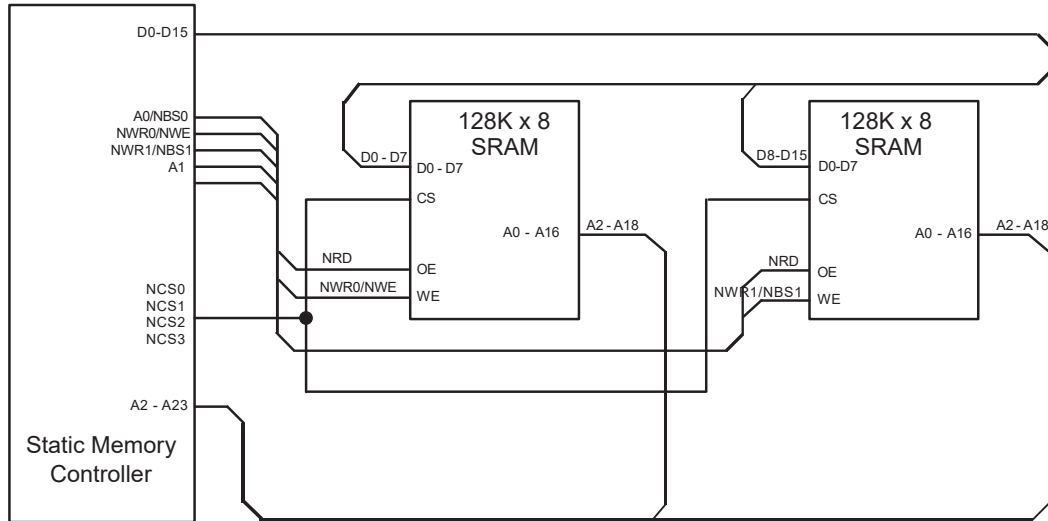 D0-D15
A0/NBS0
NWR0/NWE
NWR1/NBS1
A1
NCS0
NCS1
NCS2
NCS3
A2 - A23
Static Memory
Controller
128K x 8
SRAM
D0 - D7
D0 - D7
CS
A0 - A16
A2 - A18
NRD
OE
NWR0/NWE
WE
128K x 8
SRAM
D8-D15
D0-D7
CS
A0 - A16
A2 - A18
NRD
OE
NWR1/NBS1
WE